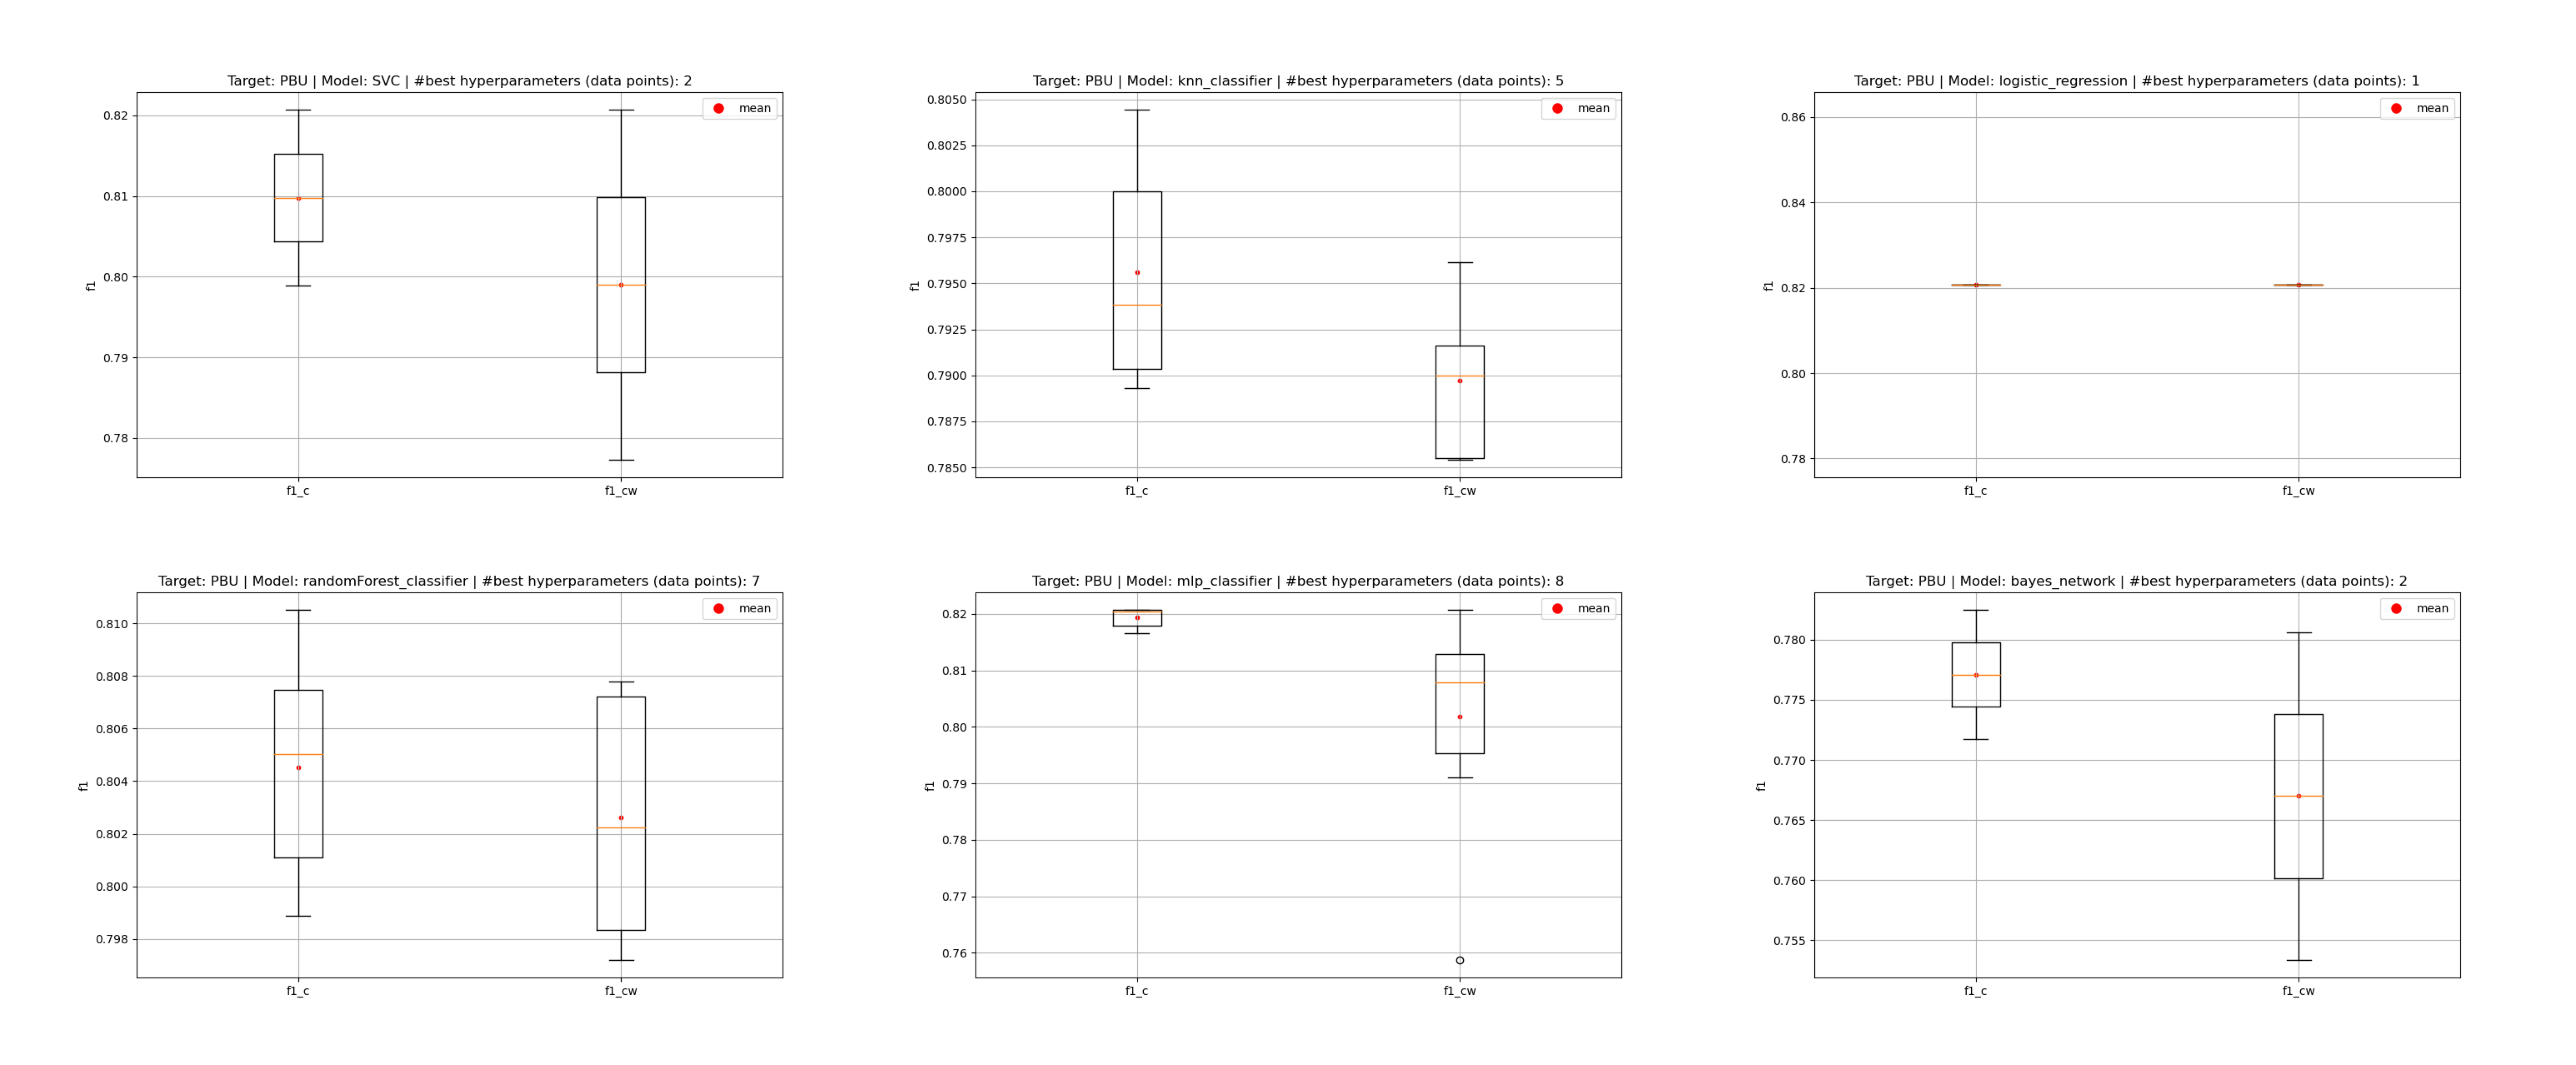 Target: PBU | Model: SVC | #best hyperparameters (data points): 2
mean
0.82
0.81
0.80
0.79
0.78
f1
f1_c
f1_cw
Target: PBU | Model: knn_classifier | #best hyperparameters (data points): 5
mean
0.8050
0.8025
0.8000
0.7975
0.7950
0.7925
0.7900
0.7875
0.7850
f1
f1_c
f1_cw
Target: PBU | Model: logistic_regression | #best hyperparameters (data points): 1
mean
0.86
0.84
0.82
0.80
0.78
f1
f1_c
f1_cw
Target: PBU | Model: randomForest_classifier | #best hyperparameters (data points): 7
mean
0.810
0.808
0.806
0.804
0.802
0.800
0.798
f1
f1_c
f1_cw
Target: PBU | Model: mlp_classifier | #best hyperparameters (data points): 8
mean
0.82
0.81
0.80
0.79
0.78
0.77
0.76
f1
f1_c
f1_cw
Target: PBU | Model: bayes_network | #best hyperparameters (data points): 2
mean
0.780
0.775
0.770
0.765
0.760
0.755
f1
f1_c
f1_cw